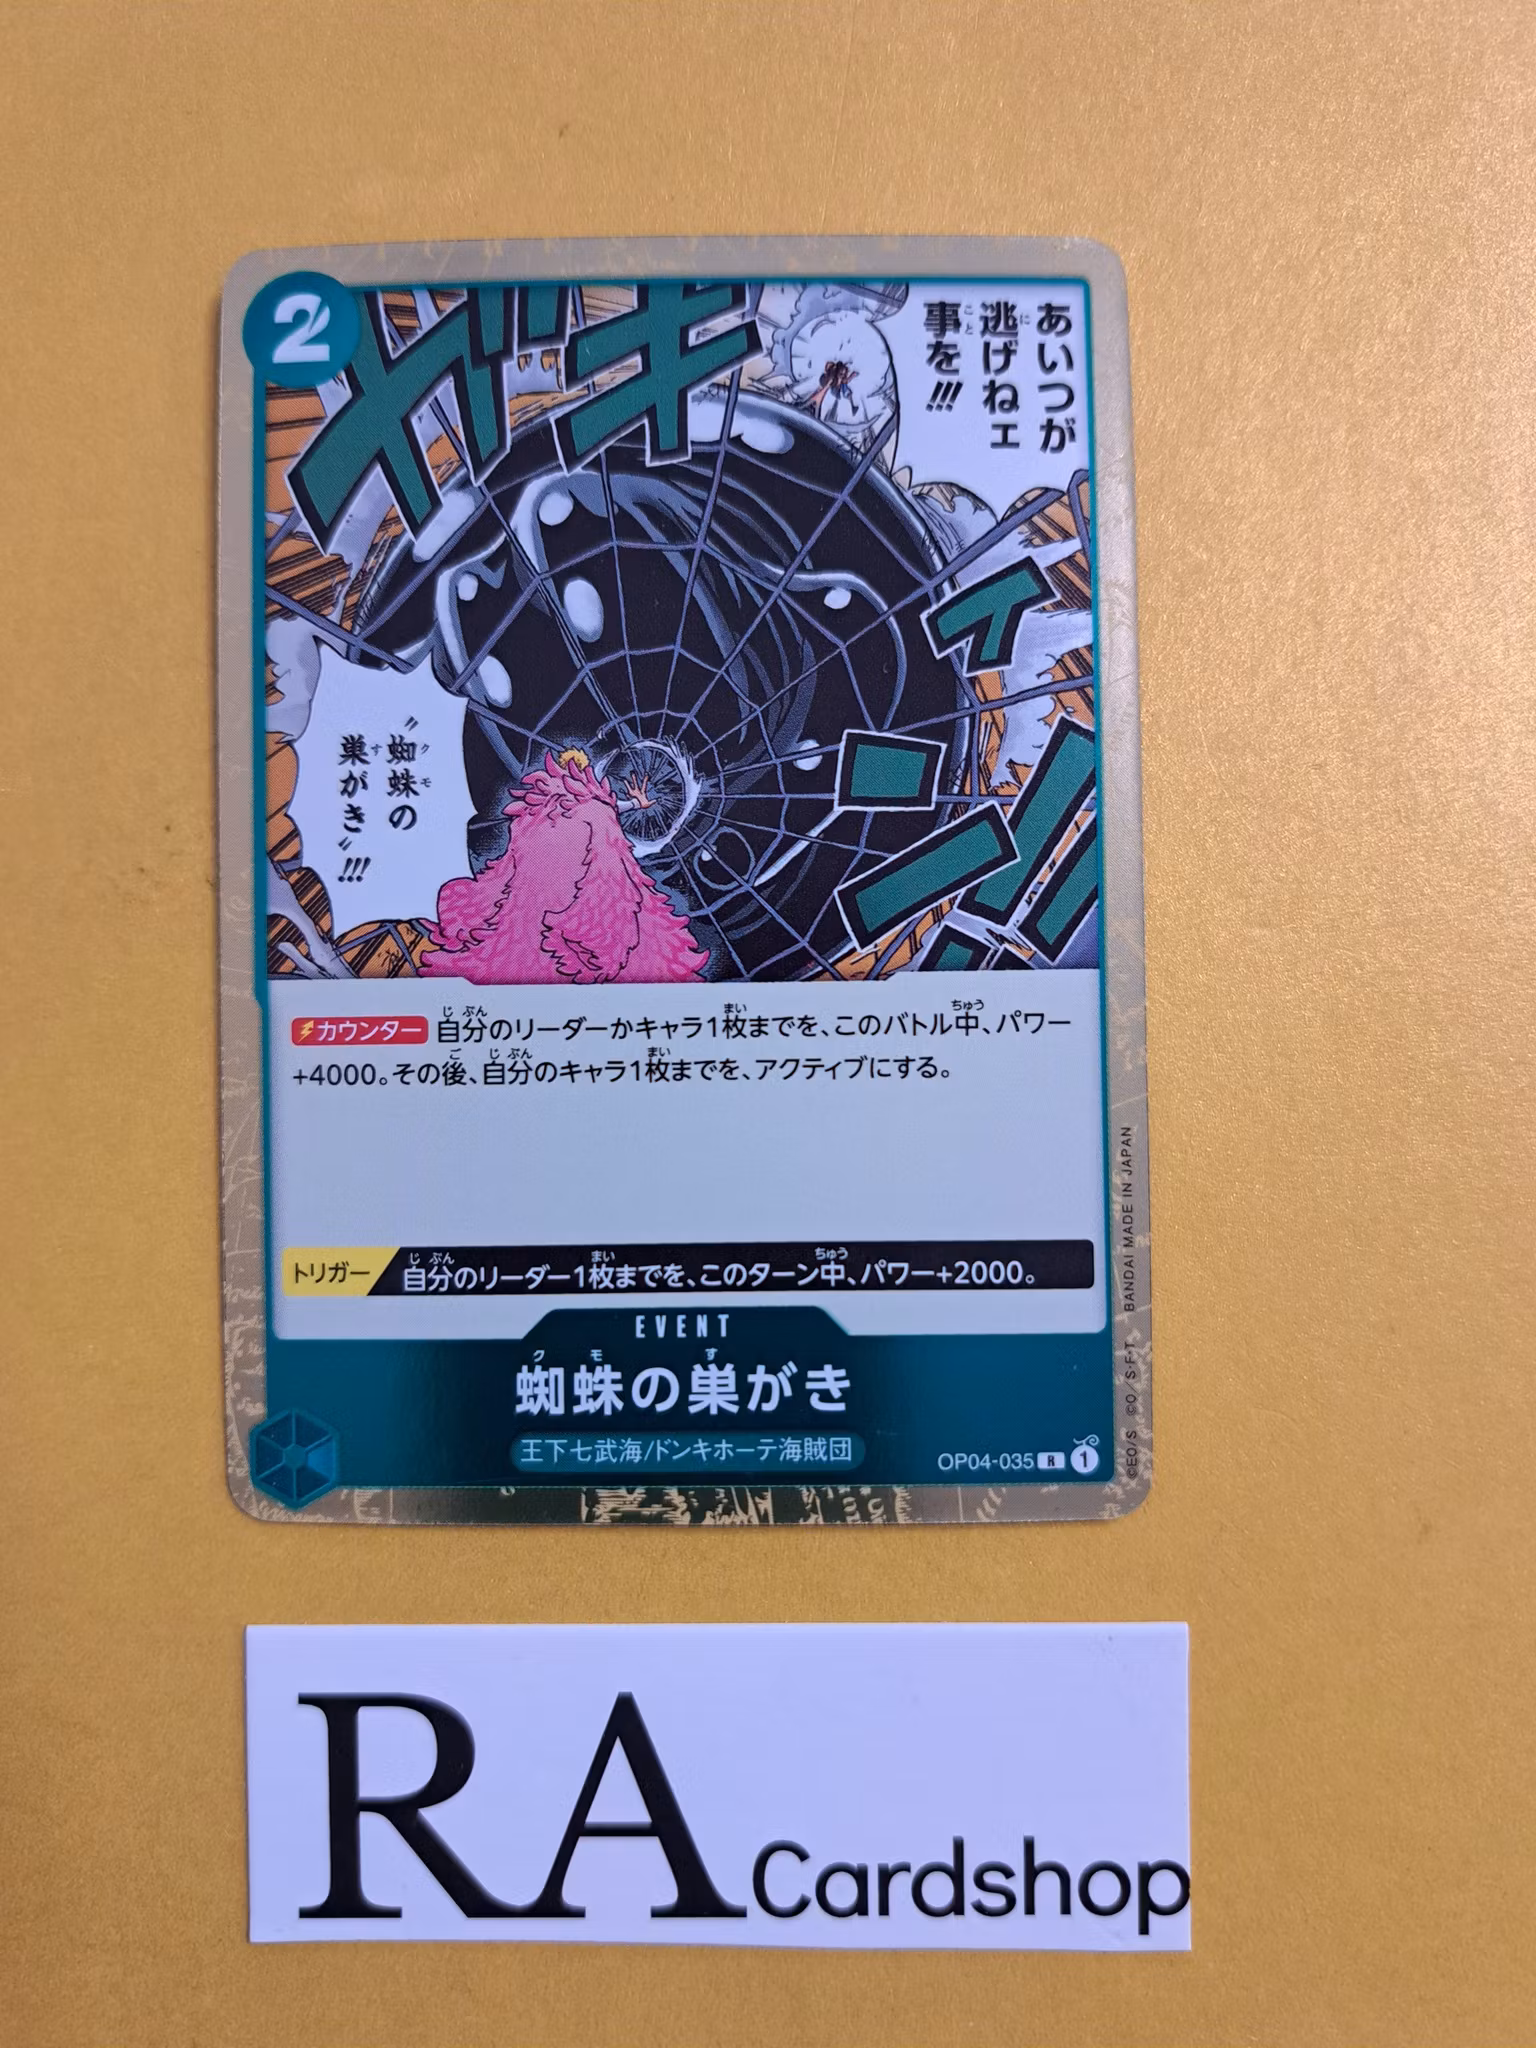 2
ガギィィン!!
あいつが
逃げねェ
事を!!!
"蜘蛛の
巣がき"!!!
カウンター 自分のリーダーかキャラ1枚までを、このバトル中、パワー
+4000。その後、自分のキャラ1枚までを、アクティブにする。
トリガー 自分のリーダー1枚までを、このターン中、パワー+2000。
EVENT
蜘蛛の巣がき
王下七武海/ドンキホーテ海賊団
OP04-035 R 1
©EO/S ©O/S·F·T BANDAI MADE IN JAPAN
RA Cardshop